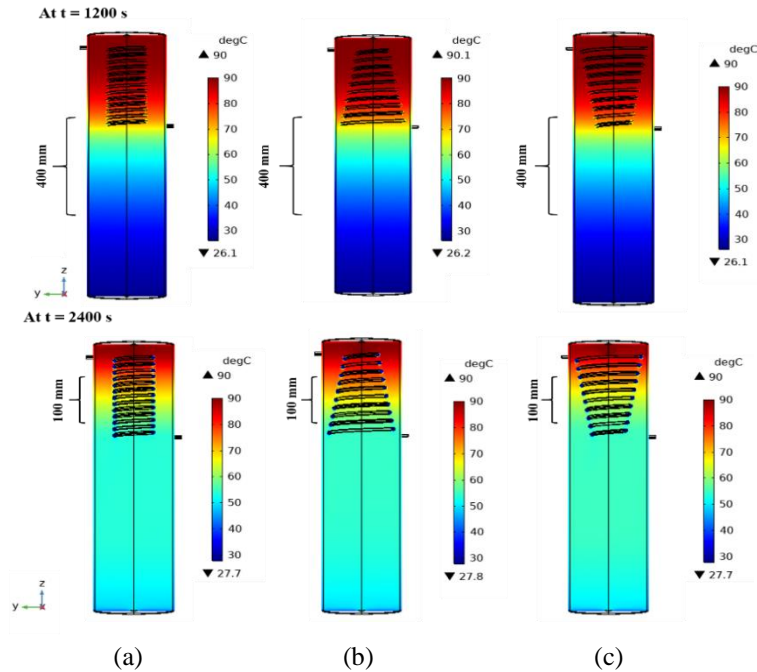 At t = 1200 s
degC
▲ 90
90
80
70
60
50
40
30
▼ 26.1
400 mm
degC
▲ 90.1
90
80
70
60
50
40
30
▼ 26.2
400 mm
degC
▲ 90
90
80
70
60
50
40
30
▼ 26.1
400 mm
z
y
x
At t = 2400 s
degC
▲ 90
90
80
70
60
50
40
30
▼ 27.7
100 mm
degC
▲ 90
90
80
70
60
50
40
30
▼ 27.8
100 mm
degC
▲ 90
90
80
70
60
50
40
30
▼ 27.7
100 mm
z
y
x
(a)
(b)
(c)